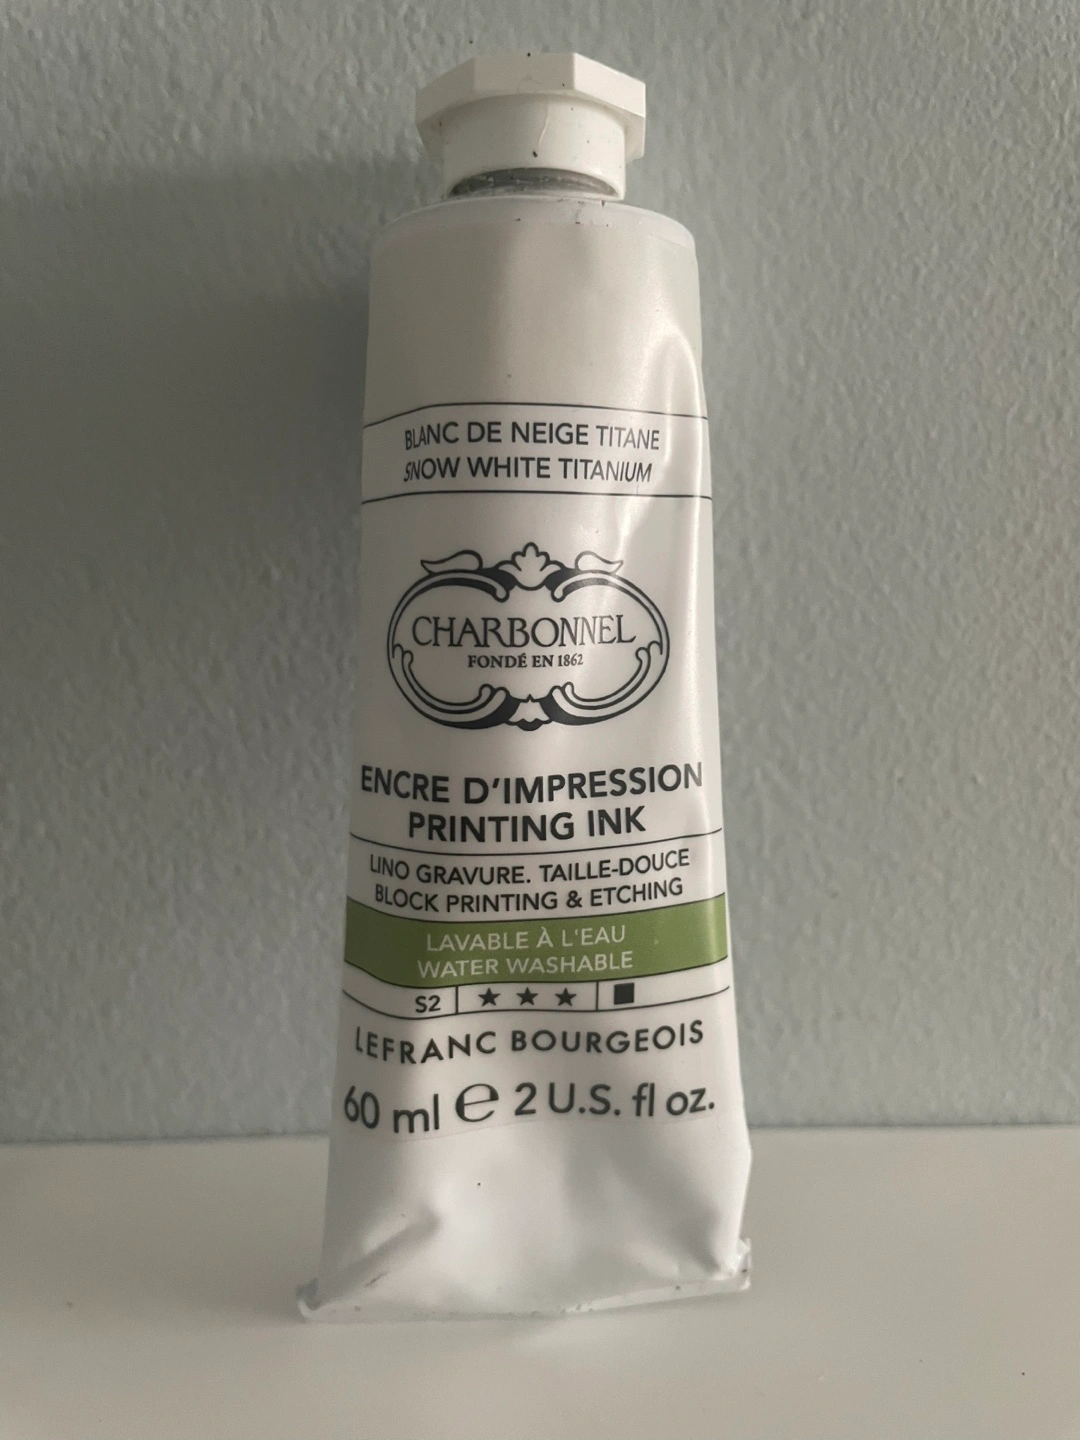 BLANC DE NEIGE TITANE
SNOW WHITE TITANIUM
CHARBONNEL
FONDÉ EN 1862
ENCRE D'IMPRESSION
PRINTING INK
LINO GRAVURE. TAILLE-DOUCE
BLOCK PRINTING & ETCHING
LAVABLE À L'EAU
WATER WASHABLE
S2 | ★ ★ ★ | ■
LEFRANC BOURGEOIS
60 ml ℮ 2 U.S. fl oz.